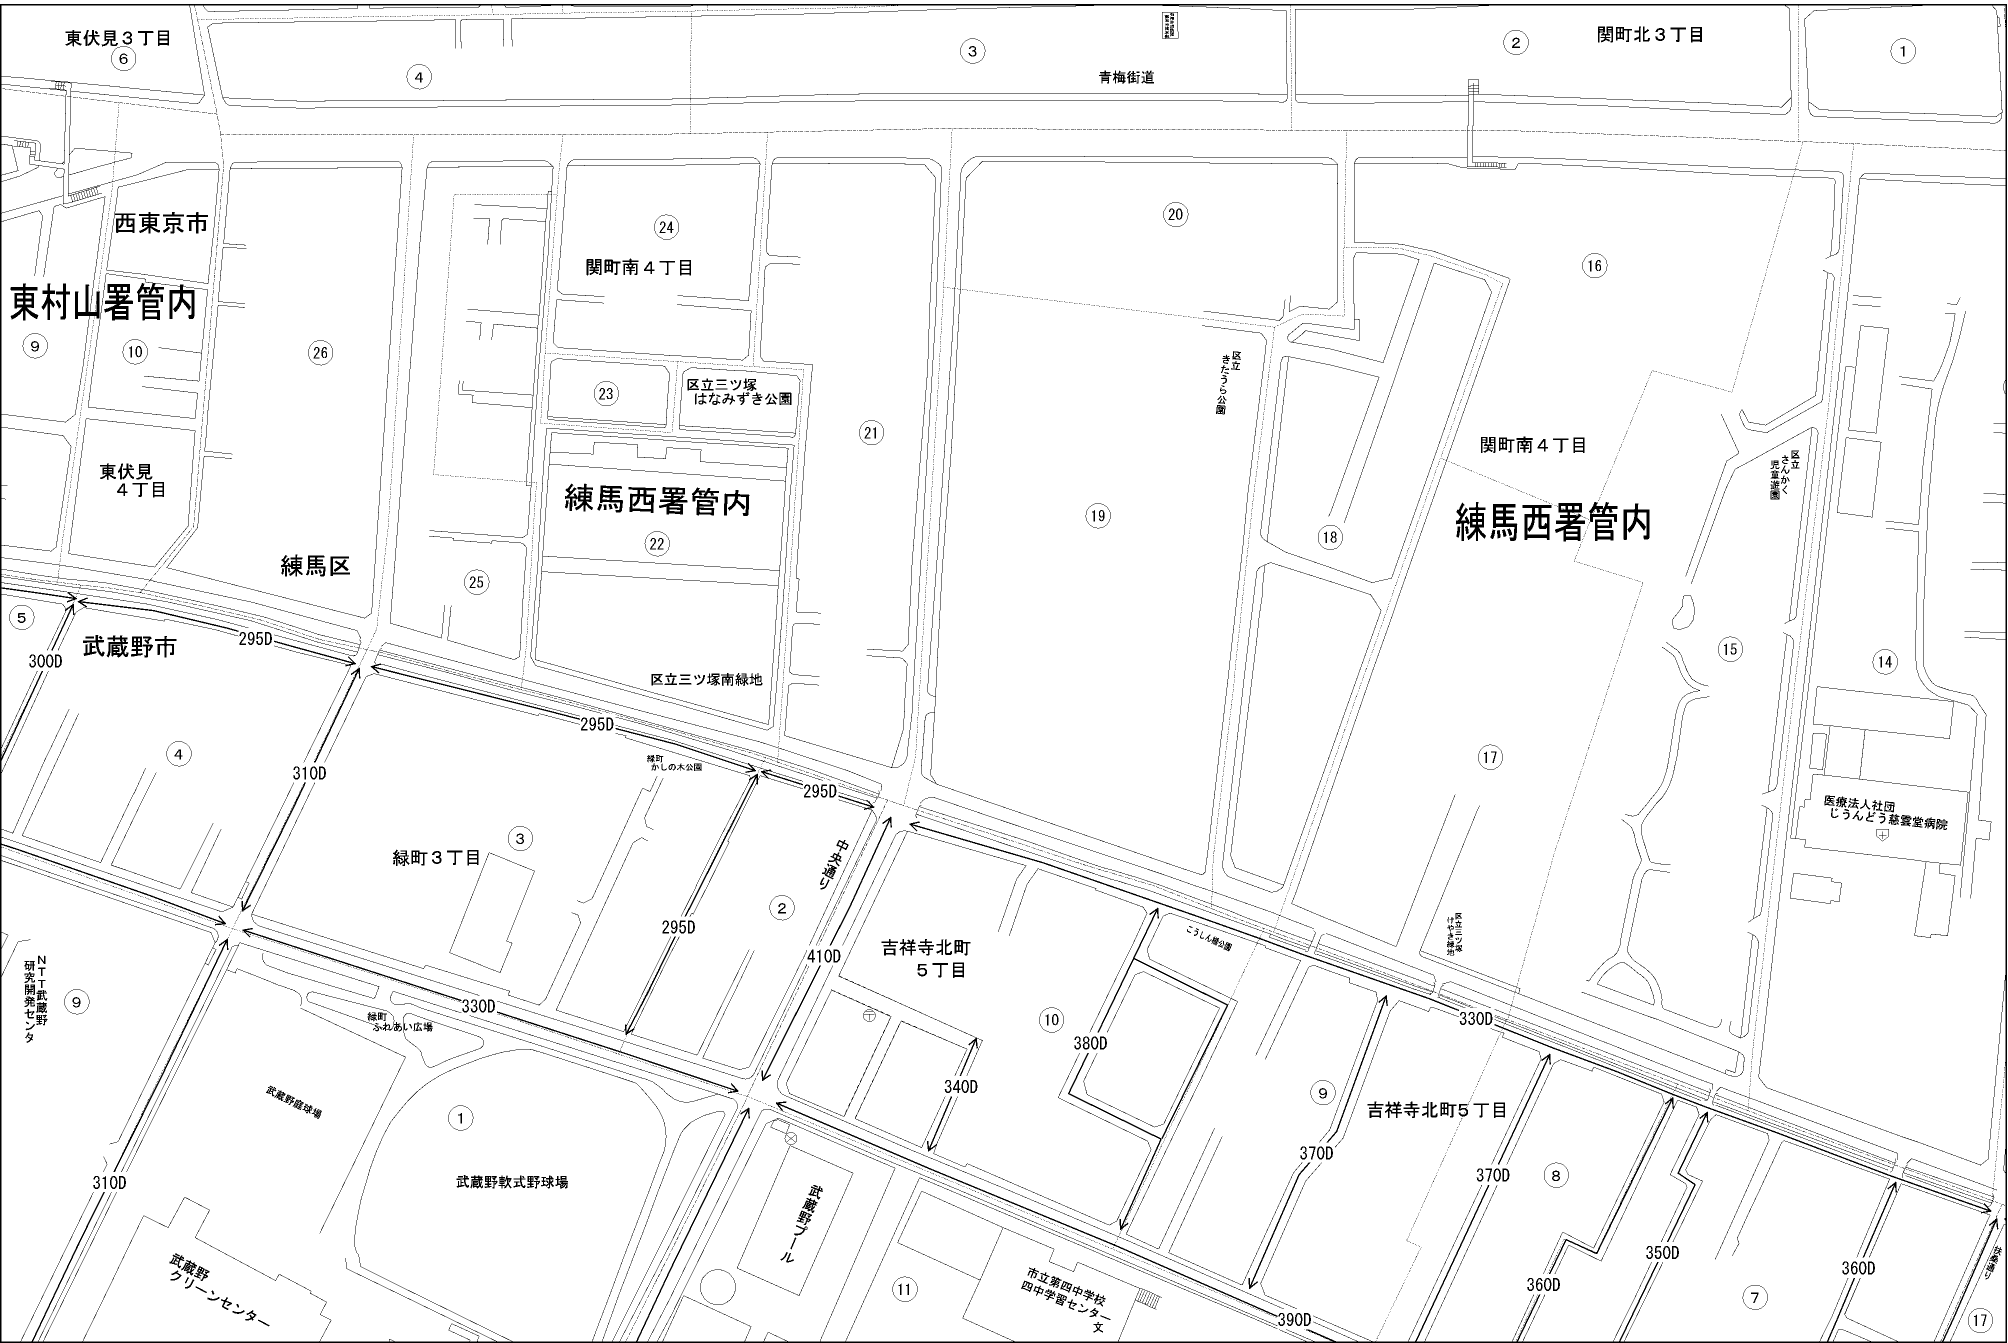 東伏見３丁目
6
4
3
2
関町北３丁目
1
青梅街道
西東京市
24
20
16
関町南４丁目
東村山署管内
9
10
26
23
区立三ツ塚
はなみずき公園
21
区立
きたうら公園
東伏見
４丁目
練馬西署管内
22
19
18
関町南４丁目
練馬西署管内
区立
さんかく
児童遊園
練馬区
25
5
武蔵野市
295D
300D
区立三ツ塚南緑地
15
14
4
310D
295D
緑町
かしの木公園
295D
17
医療法人社団
じうんどう慈雲堂病院
緑町３丁目
3
中央通り
2
295D
410D
吉祥寺北町
５丁目
こうしん橋公園
区立三ツ塚
けやき緑地
NTT武蔵野
研究開発センタ
9
330D
緑町
ふれあい広場
10
380D
330D
340D
武蔵野庭球場
1
9
吉祥寺北町５丁目
310D
武蔵野軟式野球場
370D
370D
8
武蔵野プール
武蔵野
クリーンセンター
11
市立第四中学校
四中学習センター
文
390D
360D
350D
7
360D
扶桑通り
17